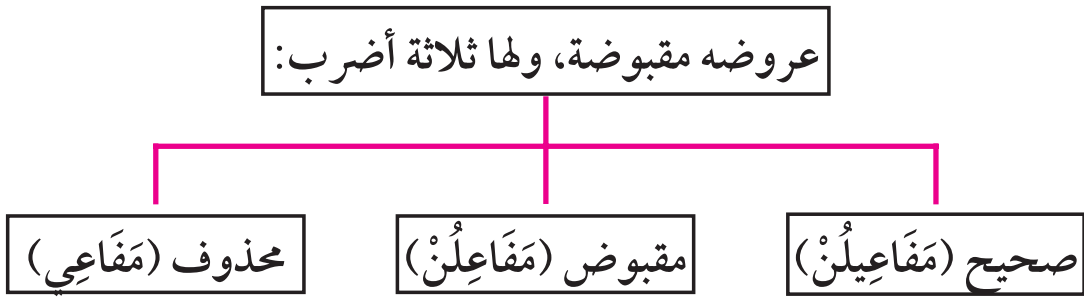 عروضه مقبوضة، ولها ثلاثة أضرب:
صحيح (مَفَاعِيلُنْ)
مقبوض (مَفَاعِلُنْ)
محذوف (مَفَاعِي)